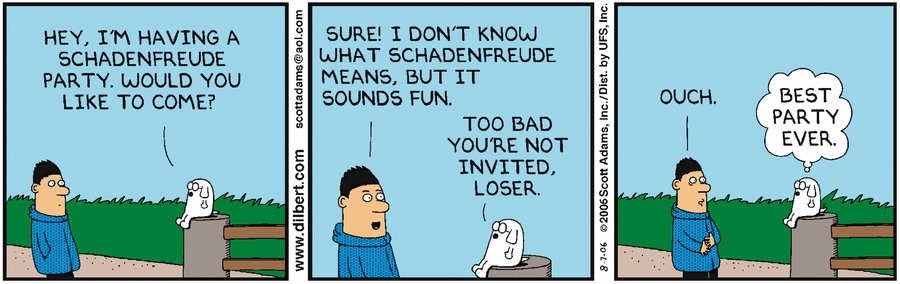 HEY, I'M HAVING A
SCHADENFREUDE
PARTY. WOULD YOU
LIKE TO COME?
www.dilbert.com scottadams@aol.com
SURE! I DON'T KNOW
WHAT SCHADENFREUDE
MEANS, BUT IT
SOUNDS FUN.
TOO BAD
YOU'RE NOT
INVITED,
LOSER.
8-7-06 ©2006 Scott Adams, Inc./Dist. by UFS, Inc.
OUCH.
BEST
PARTY
EVER.